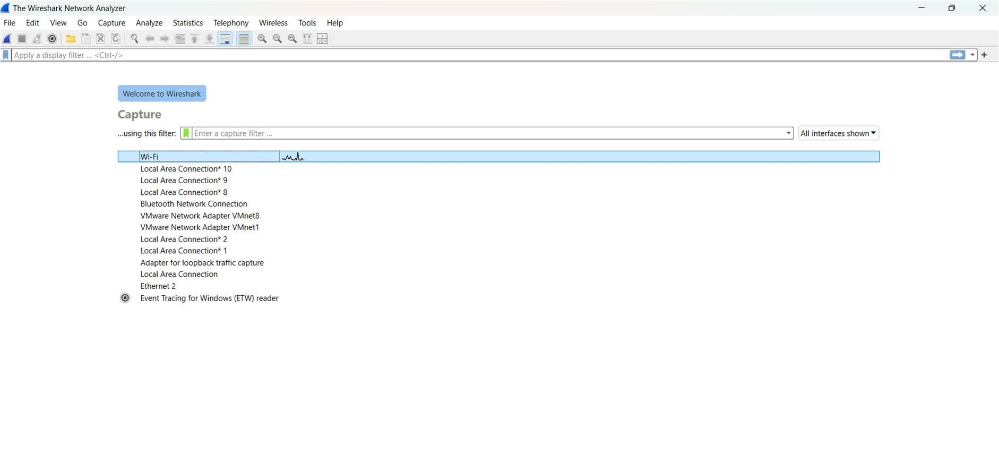 The Wireshark Network Analyzer
File Edit View Go Capture Analyze Statistics Telephony Wireless Tools Help
Apply a display filter ... <Ctrl-/>
Welcome to Wireshark
Capture
...using this filter: Enter a capture filter ... All interfaces shown
Wi-Fi
Local Area Connection* 10
Local Area Connection* 9
Local Area Connection* 8
Bluetooth Network Connection
VMware Network Adapter VMnet8
VMware Network Adapter VMnet1
Local Area Connection* 2
Local Area Connection* 1
Adapter for loopback traffic capture
Local Area Connection
Ethernet 2
Event Tracing for Windows (ETW) reader